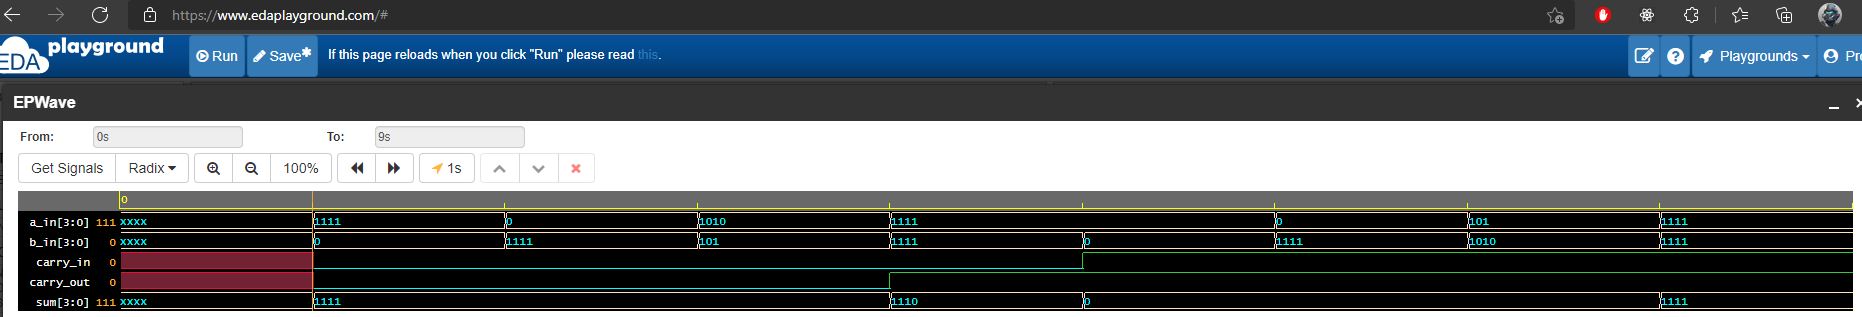 https://www.edaplayground.com/#
EDA playground Run Save* If this page reloads when you click "Run" please read this. Playgrounds Pr
EPWave
From: 0s To: 9s
Get Signals Radix 100% 1s
0
a_in[3:0] 111 xxxx 1111 0 1010 1111 0 101 1111
b_in[3:0] 0 xxxx 0 1111 101 1111 0 1111 1010 1111
carry_in 0
carry_out 0
sum[3:0] 111 xxxx 1111 1110 0 1111